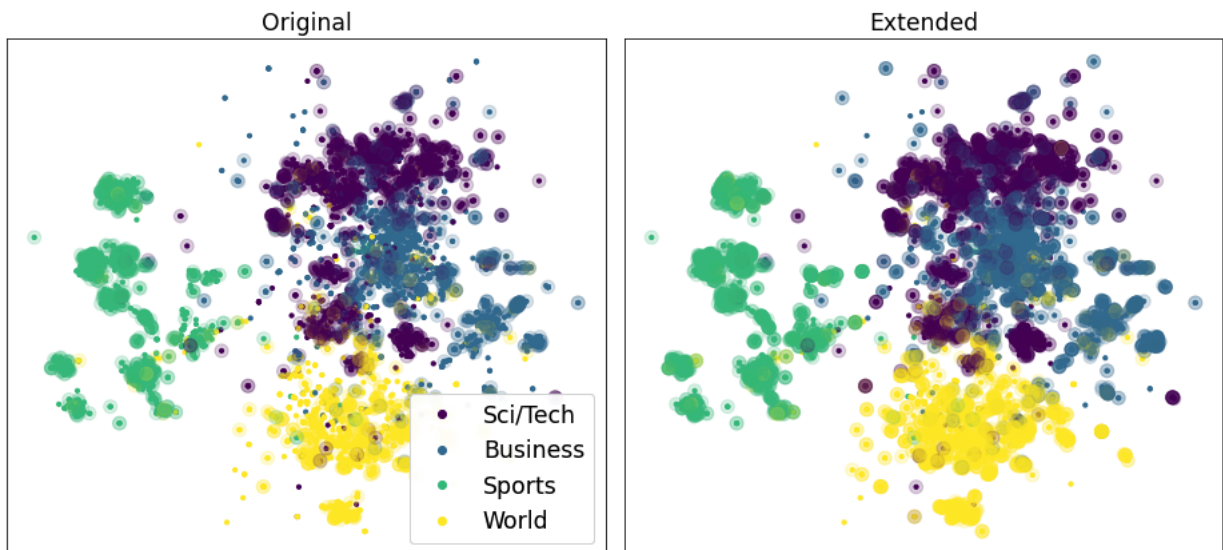 Original
Extended
Sci/Tech
Business
Sports
World